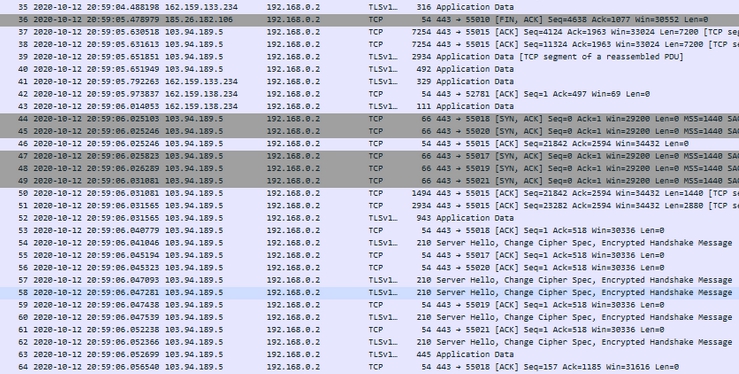 35 2020-10-12 20:59:04.488198 162.159.133.234 192.168.0.2 TLSv1… 316 Application Data
36 2020-10-12 20:59:05.478979 185.26.182.106 192.168.0.2 TCP 54 443 → 55010 [FIN, ACK] Seq=4638 Ack=1077 Win=30552 Len=0
37 2020-10-12 20:59:05.630518 103.94.189.5 192.168.0.2 TCP 7254 443 → 55015 [ACK] Seq=4124 Ack=1963 Win=33024 Len=7200 [TCP seg
38 2020-10-12 20:59:05.631613 103.94.189.5 192.168.0.2 TCP 7254 443 → 55015 [ACK] Seq=11324 Ack=1963 Win=33024 Len=7200 [TCP se
39 2020-10-12 20:59:05.651851 103.94.189.5 192.168.0.2 TLSv1… 2934 Application Data [TCP segment of a reassembled PDU]
40 2020-10-12 20:59:05.651949 103.94.189.5 192.168.0.2 TLSv1… 492 Application Data
41 2020-10-12 20:59:05.792263 162.159.133.234 192.168.0.2 TLSv1… 329 Application Data
42 2020-10-12 20:59:05.973837 162.159.138.234 192.168.0.2 TCP 54 443 → 52781 [ACK] Seq=1 Ack=497 Win=69 Len=0
43 2020-10-12 20:59:06.014053 162.159.138.234 192.168.0.2 TLSv1… 111 Application Data
44 2020-10-12 20:59:06.025103 103.94.189.5 192.168.0.2 TCP 66 443 → 55018 [SYN, ACK] Seq=0 Ack=1 Win=29200 Len=0 MSS=1440 SAC
45 2020-10-12 20:59:06.025246 103.94.189.5 192.168.0.2 TCP 66 443 → 55020 [SYN, ACK] Seq=0 Ack=1 Win=29200 Len=0 MSS=1440 SAC
46 2020-10-12 20:59:06.025246 103.94.189.5 192.168.0.2 TCP 54 443 → 55015 [ACK] Seq=21842 Ack=2594 Win=34432 Len=0
47 2020-10-12 20:59:06.025823 103.94.189.5 192.168.0.2 TCP 66 443 → 55017 [SYN, ACK] Seq=0 Ack=1 Win=29200 Len=0 MSS=1440 SAC
48 2020-10-12 20:59:06.026289 103.94.189.5 192.168.0.2 TCP 66 443 → 55019 [SYN, ACK] Seq=0 Ack=1 Win=29200 Len=0 MSS=1440 SAC
49 2020-10-12 20:59:06.031081 103.94.189.5 192.168.0.2 TCP 66 443 → 55021 [SYN, ACK] Seq=0 Ack=1 Win=29200 Len=0 MSS=1440 SAC
50 2020-10-12 20:59:06.031081 103.94.189.5 192.168.0.2 TCP 1494 443 → 55015 [ACK] Seq=21842 Ack=2594 Win=34432 Len=1440 [TCP se
51 2020-10-12 20:59:06.031565 103.94.189.5 192.168.0.2 TCP 2934 443 → 55015 [ACK] Seq=23282 Ack=2594 Win=34432 Len=2880 [TCP se
52 2020-10-12 20:59:06.031565 103.94.189.5 192.168.0.2 TLSv1… 943 Application Data
53 2020-10-12 20:59:06.040779 103.94.189.5 192.168.0.2 TCP 54 443 → 55018 [ACK] Seq=1 Ack=518 Win=30336 Len=0
54 2020-10-12 20:59:06.041046 103.94.189.5 192.168.0.2 TLSv1… 210 Server Hello, Change Cipher Spec, Encrypted Handshake Message
55 2020-10-12 20:59:06.045194 103.94.189.5 192.168.0.2 TCP 54 443 → 55017 [ACK] Seq=1 Ack=518 Win=30336 Len=0
56 2020-10-12 20:59:06.045323 103.94.189.5 192.168.0.2 TCP 54 443 → 55020 [ACK] Seq=1 Ack=518 Win=30336 Len=0
57 2020-10-12 20:59:06.047093 103.94.189.5 192.168.0.2 TLSv1… 210 Server Hello, Change Cipher Spec, Encrypted Handshake Message
58 2020-10-12 20:59:06.047281 103.94.189.5 192.168.0.2 TLSv1… 210 Server Hello, Change Cipher Spec, Encrypted Handshake Message
59 2020-10-12 20:59:06.047438 103.94.189.5 192.168.0.2 TCP 54 443 → 55019 [ACK] Seq=1 Ack=518 Win=30336 Len=0
60 2020-10-12 20:59:06.047539 103.94.189.5 192.168.0.2 TLSv1… 210 Server Hello, Change Cipher Spec, Encrypted Handshake Message
61 2020-10-12 20:59:06.052238 103.94.189.5 192.168.0.2 TCP 54 443 → 55021 [ACK] Seq=1 Ack=518 Win=30336 Len=0
62 2020-10-12 20:59:06.052366 103.94.189.5 192.168.0.2 TLSv1… 210 Server Hello, Change Cipher Spec, Encrypted Handshake Message
63 2020-10-12 20:59:06.052699 103.94.189.5 192.168.0.2 TLSv1… 445 Application Data
64 2020-10-12 20:59:06.056540 103.94.189.5 192.168.0.2 TCP 54 443 → 55018 [ACK] Seq=157 Ack=1185 Win=31616 Len=0